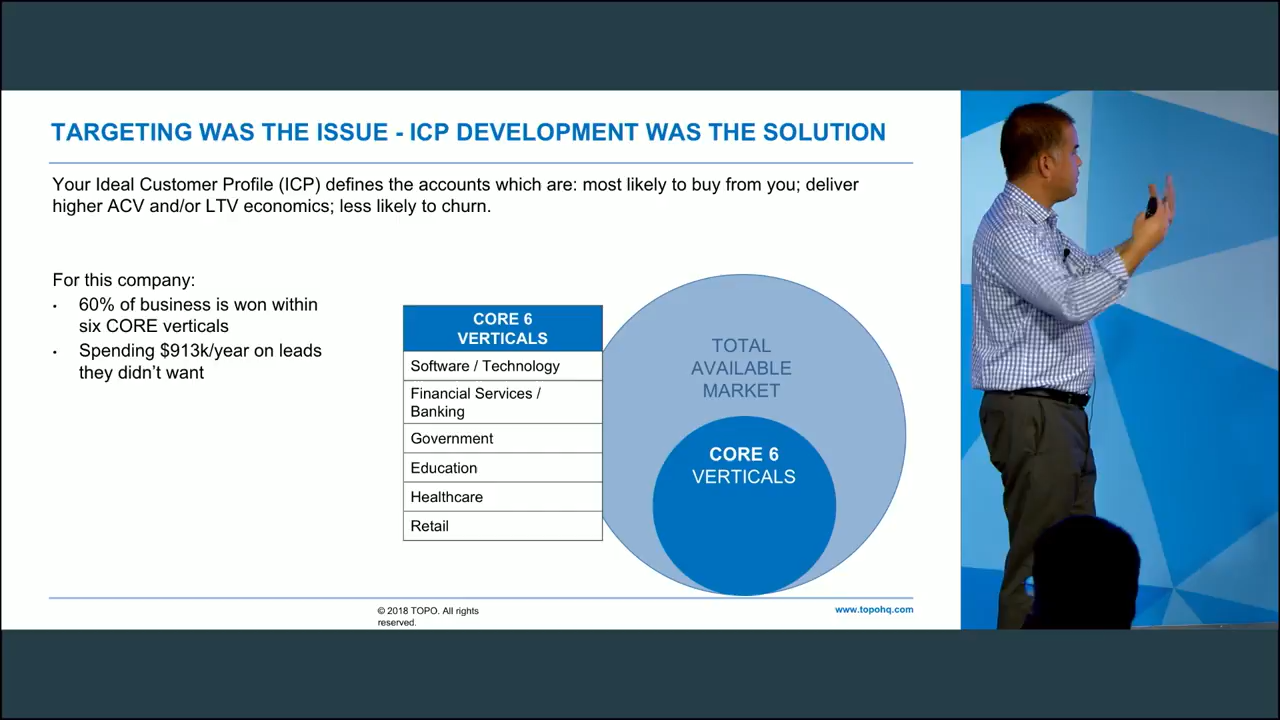 TARGETING WAS THE ISSUE - ICP DEVELOPMENT WAS THE SOLUTION
Your Ideal Customer Profile (ICP) defines the accounts which are: most likely to buy from you; deliver
higher ACV and/or LTV economics; less likely to churn.
For this company:
• 60% of business is won within
six CORE verticals
• Spending $913k/year on leads
they didn't want
CORE 6
VERTICALS
Software / Technology
Financial Services /
Banking
Government
Education
Healthcare
Retail
TOTAL
AVAILABLE
MARKET
CORE 6
VERTICALS
© 2018 TOPO. All rights
reserved.
www.topohq.com